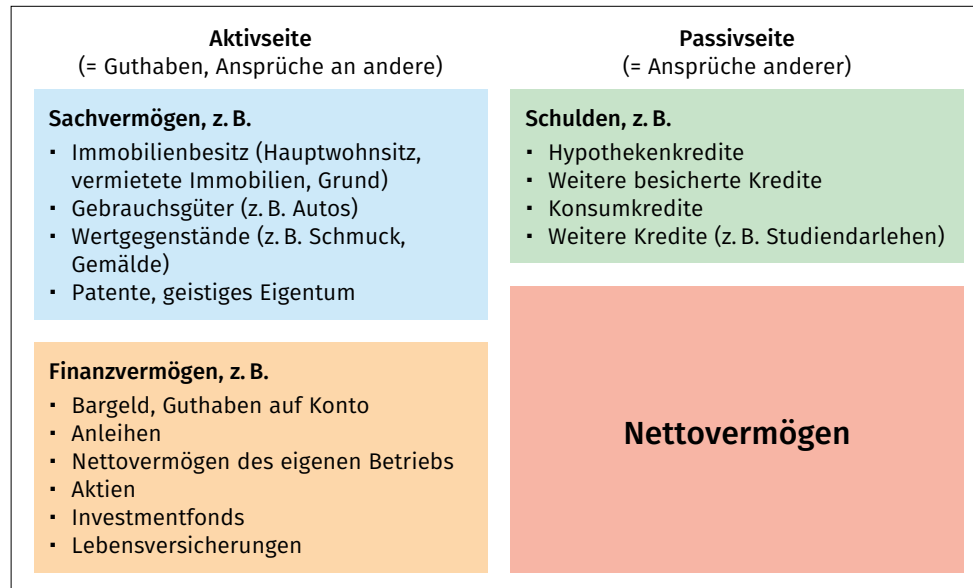 Aktivseite
(= Guthaben, Ansprüche an andere)
Sachvermögen, z. B.
▪ Immobilienbesitz (Hauptwohnsitz,
vermietete Immobilien, Grund)
▪ Gebrauchsgüter (z. B. Autos)
▪ Wertgegenstände (z. B. Schmuck,
Gemälde)
▪ Patente, geistiges Eigentum
Finanzvermögen, z. B.
▪ Bargeld, Guthaben auf Konto
▪ Anleihen
▪ Nettovermögen des eigenen Betriebs
▪ Aktien
▪ Investmentfonds
▪ Lebensversicherungen
Passivseite
(= Ansprüche anderer)
Schulden, z. B.
▪ Hypothekenkredite
▪ Weitere besicherte Kredite
▪ Konsumkredite
▪ Weitere Kredite (z. B. Studiendarlehen)
Nettovermögen